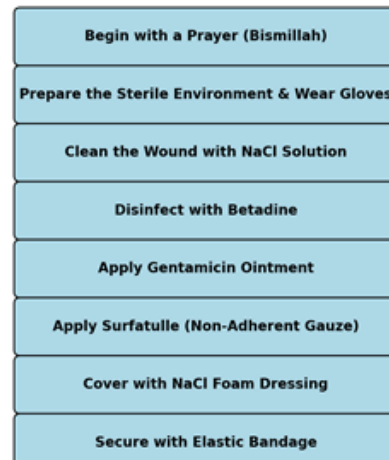 Begin with a Prayer (Bismillah)
Prepare the Sterile Environment & Wear Gloves
Clean the Wound with NaCl Solution
Disinfect with Betadine
Apply Gentamicin Ointment
Apply Surfatulle (Non-Adherent Gauze)
Cover with NaCl Foam Dressing
Secure with Elastic Bandage